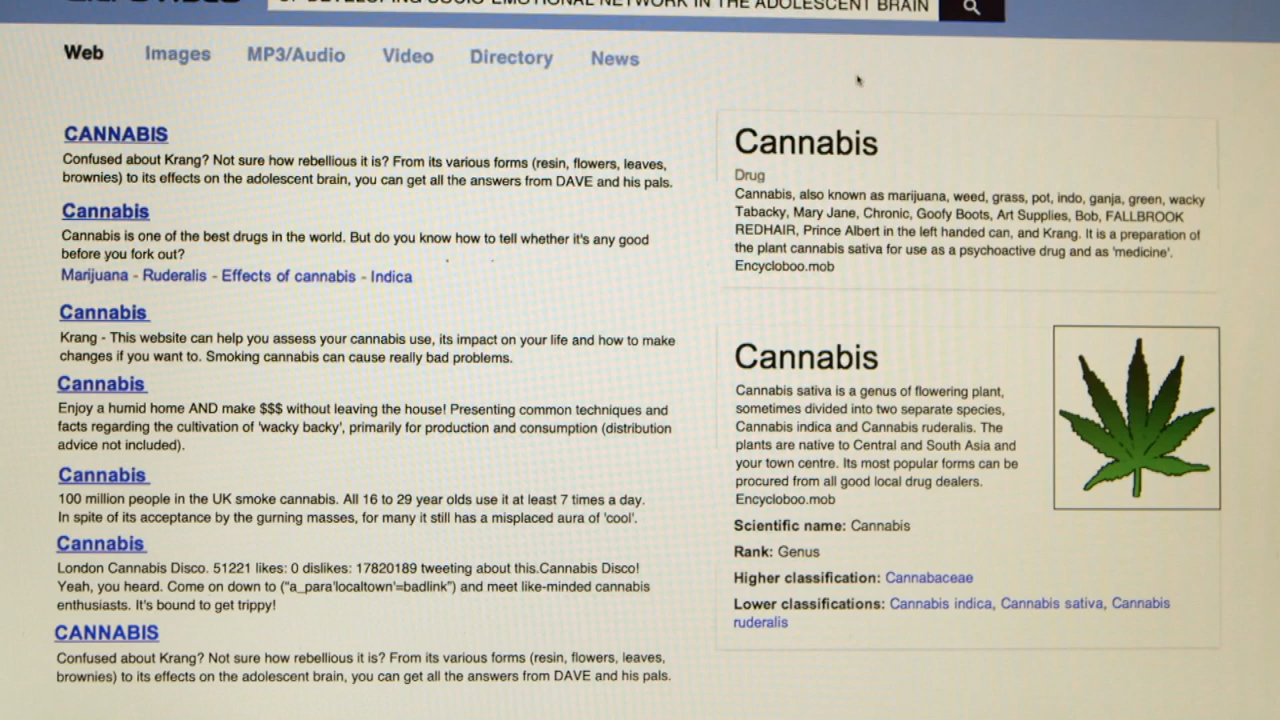 DEVELOPING SOCIO-EMOTIONAL NETWORK IN THE ADOLESCENT BRAIN
Web Images MP3/Audio Video Directory News
CANNABIS
Confused about Krang? Not sure how rebellious it is? From its various forms (resin, flowers, leaves,
brownies) to its effects on the adolescent brain, you can get all the answers from DAVE and his pals.
Cannabis
Cannabis is one of the best drugs in the world. But do you know how to tell whether it's any good
before you fork out?
Marijuana - Ruderalis - Effects of cannabis - Indica
Cannabis
Krang - This website can help you assess your cannabis use, its impact on your life and how to make
changes if you want to. Smoking cannabis can cause really bad problems.
Cannabis
Enjoy a humid home AND make $$$ without leaving the house! Presenting common techniques and
facts regarding the cultivation of 'wacky backy', primarily for production and consumption (distribution
advice not included).
Cannabis
100 million people in the UK smoke cannabis. All 16 to 29 year olds use it at least 7 times a day.
In spite of its acceptance by the gurning masses, for many it still has a misplaced aura of 'cool'.
Cannabis
London Cannabis Disco. 51221 likes: 0 dislikes: 17820189 tweeting about this.Cannabis Disco!
Yeah, you heard. Come on down to ("a_para'localtown'=badlink") and meet like-minded cannabis
enthusiasts. It's bound to get trippy!
CANNABIS
Confused about Krang? Not sure how rebellious it is? From its various forms (resin, flowers, leaves,
brownies) to its effects on the adolescent brain, you can get all the answers from DAVE and his pals.
Cannabis
Drug
Cannabis, also known as marijuana, weed, grass, pot, indo, ganja, green, wacky
Tabacky, Mary Jane, Chronic, Goofy Boots, Art Supplies, Bob, FALLBROOK
REDHAIR, Prince Albert in the left handed can, and Krang. It is a preparation of
the plant cannabis sativa for use as a psychoactive drug and as 'medicine'.
Encycloboo.mob
Cannabis
Cannabis sativa is a genus of flowering plant,
sometimes divided into two separate species,
Cannabis indica and Cannabis ruderalis. The
plants are native to Central and South Asia and
your town centre. Its most popular forms can be
procured from all good local drug dealers.
Encycloboo.mob
Scientific name: Cannabis
Rank: Genus
Higher classification: Cannabaceae
Lower classifications: Cannabis indica, Cannabis sativa, Cannabis
ruderalis